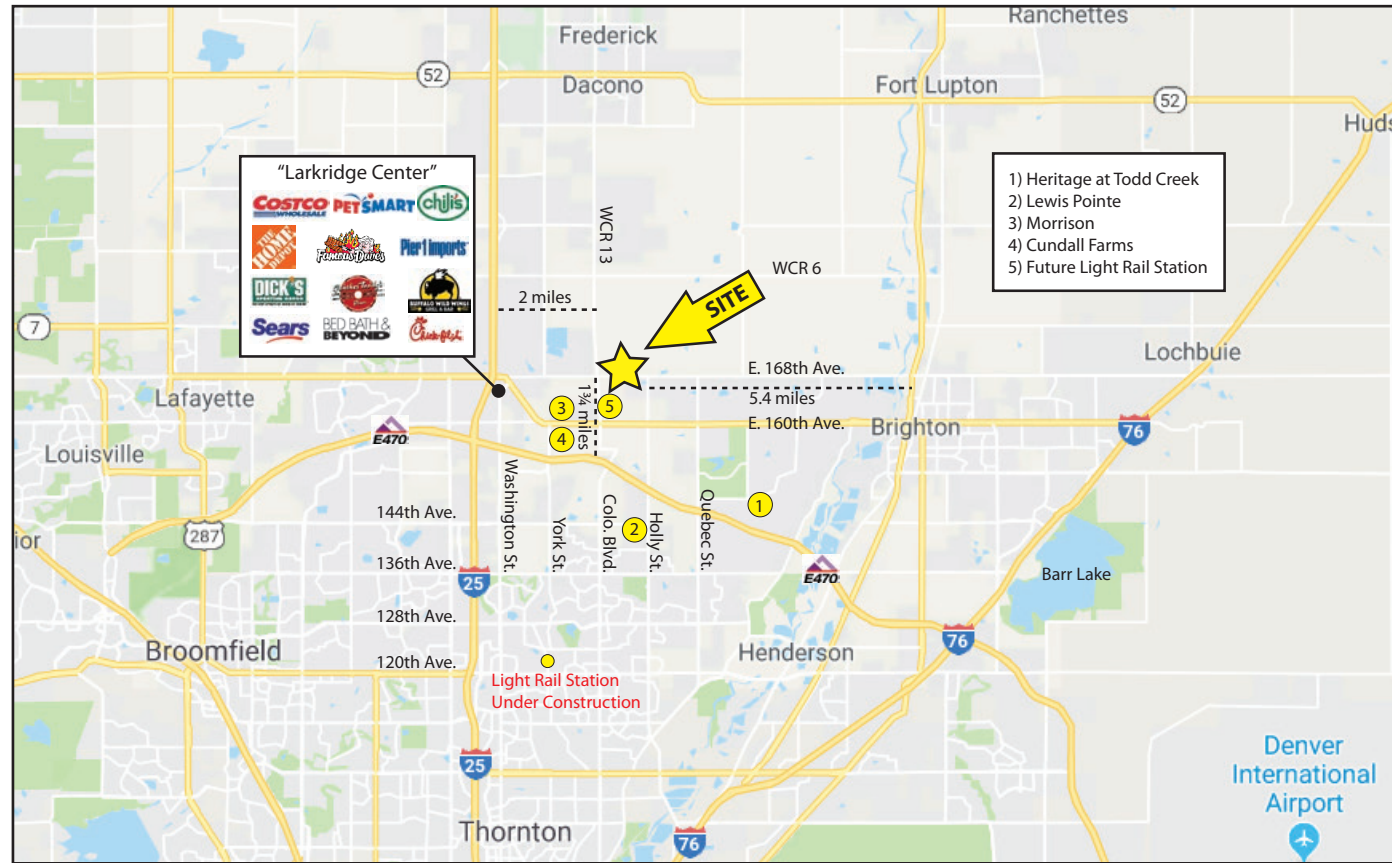 Ranchettes
Frederick
52
Dacono
Fort Lupton
52
Huds
"Larkridge Center"
COSTCO
WHOLESALE
PETSMART
chili's
THE HOME DEPOT
Famous Dave's
Pier 1 imports
DICK'S
SPORTING GOODS
BUFFALO WILD WINGS
GRILL & BAR
Sears
BED BATH &
BEYOND
Chick-fil-A
1) Heritage at Todd Creek
2) Lewis Pointe
3) Morrison
4) Cundall Farms
5) Future Light Rail Station
WCR 13
WCR 6
2 miles
SITE
7
Lochbuie
E. 168th Ave.
5.4 miles
E. 160th Ave.
1¾ miles
3
5
4
Lafayette
E470
Louisville
Brighton
76
Washington St.
York St.
Colo. Blvd.
Holly St.
Quebec St.
1
2
144th Ave.
287
ior
136th Ave.
25
E470
Barr Lake
128th Ave.
76
Broomfield
120th Ave.
Henderson
Light Rail Station
Under Construction
25
Denver
International
Airport
Thornton
76